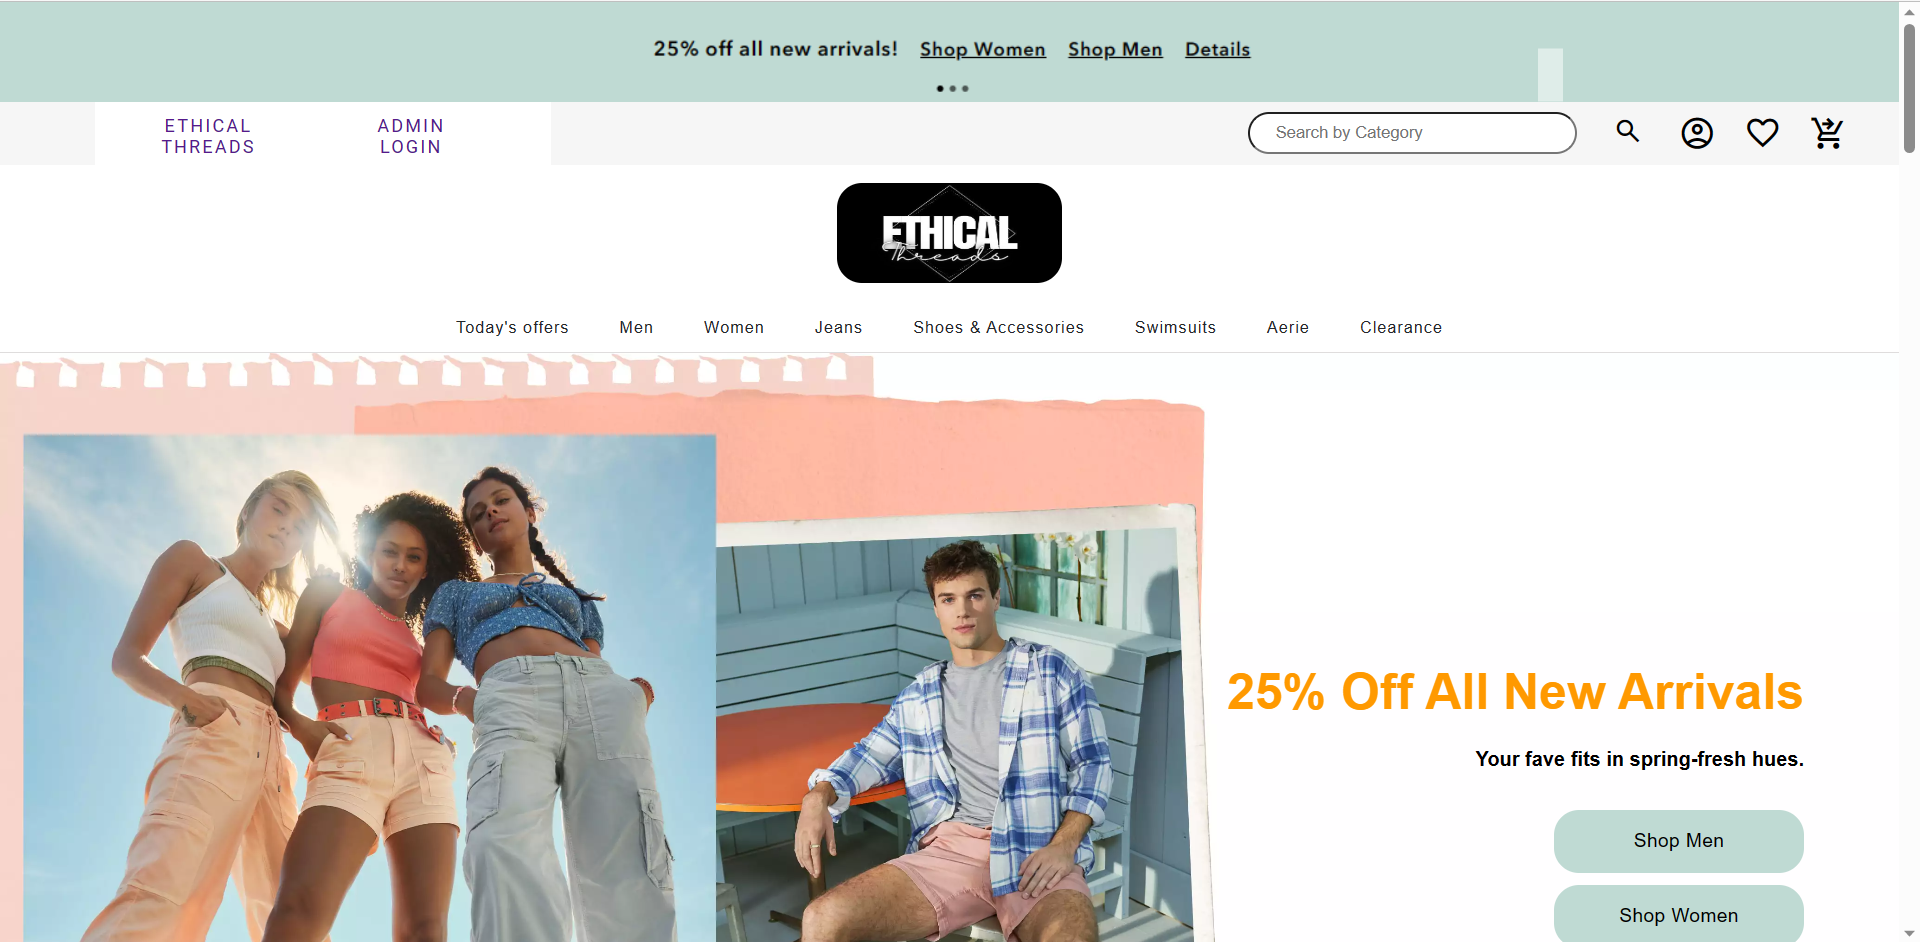 25% off all new arrivals! Shop Women Shop Men Details
ETHICAL THREADS
ADMIN LOGIN
Search by Category
ETHICAL
Threads
Today's offers Men Women Jeans Shoes & Accessories Swimsuits Aerie Clearance
25% Off All New Arrivals
Your fave fits in spring-fresh hues.
Shop Men
Shop Women